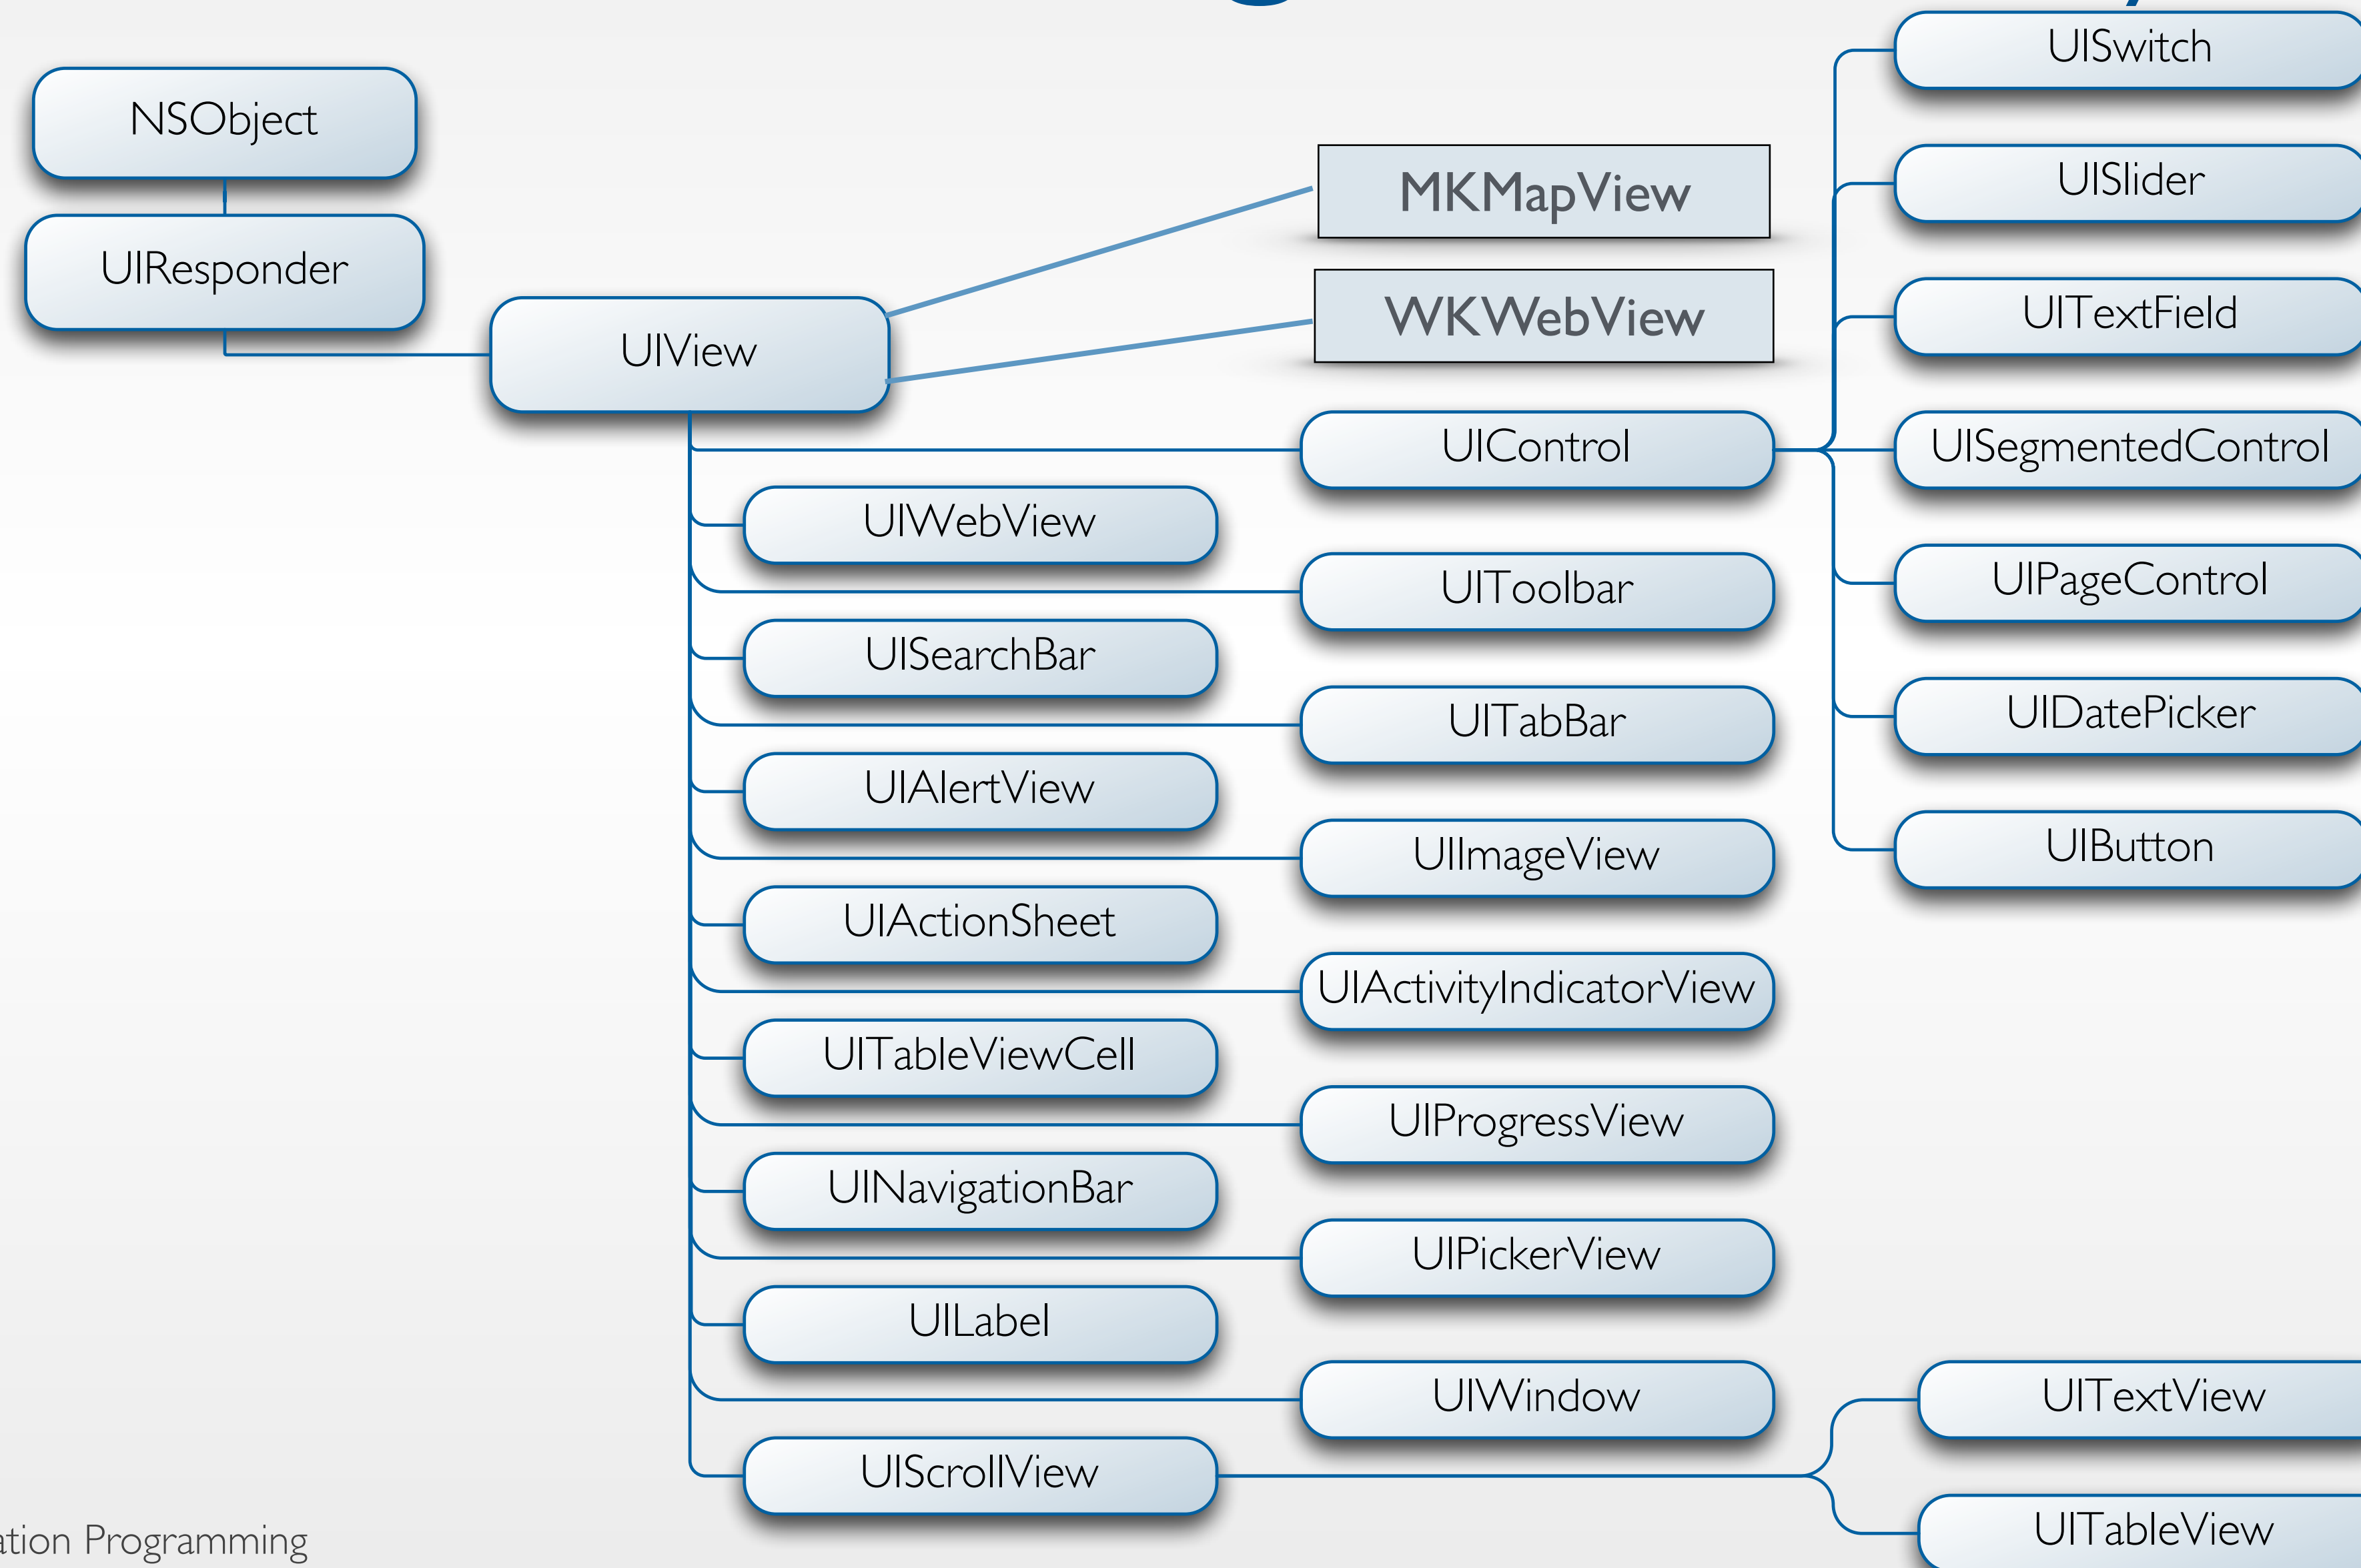 NSObject
UIResponder
UIView
MKMapView
WKWebView
UIControl
UIWebView
UIToolbar
UISearchBar
UITabBar
UIAlertView
UIImageView
UIActionSheet
UIActivityIndicatorView
UITableViewCell
UIProgressView
UINavigationBar
UIPickerView
UILabel
UIWindow
UIScrollView
UISwitch
UISlider
UITextField
UISegmentedControl
UIPageControl
UIDatePicker
UIButton
UITextView
UITableView
Programming